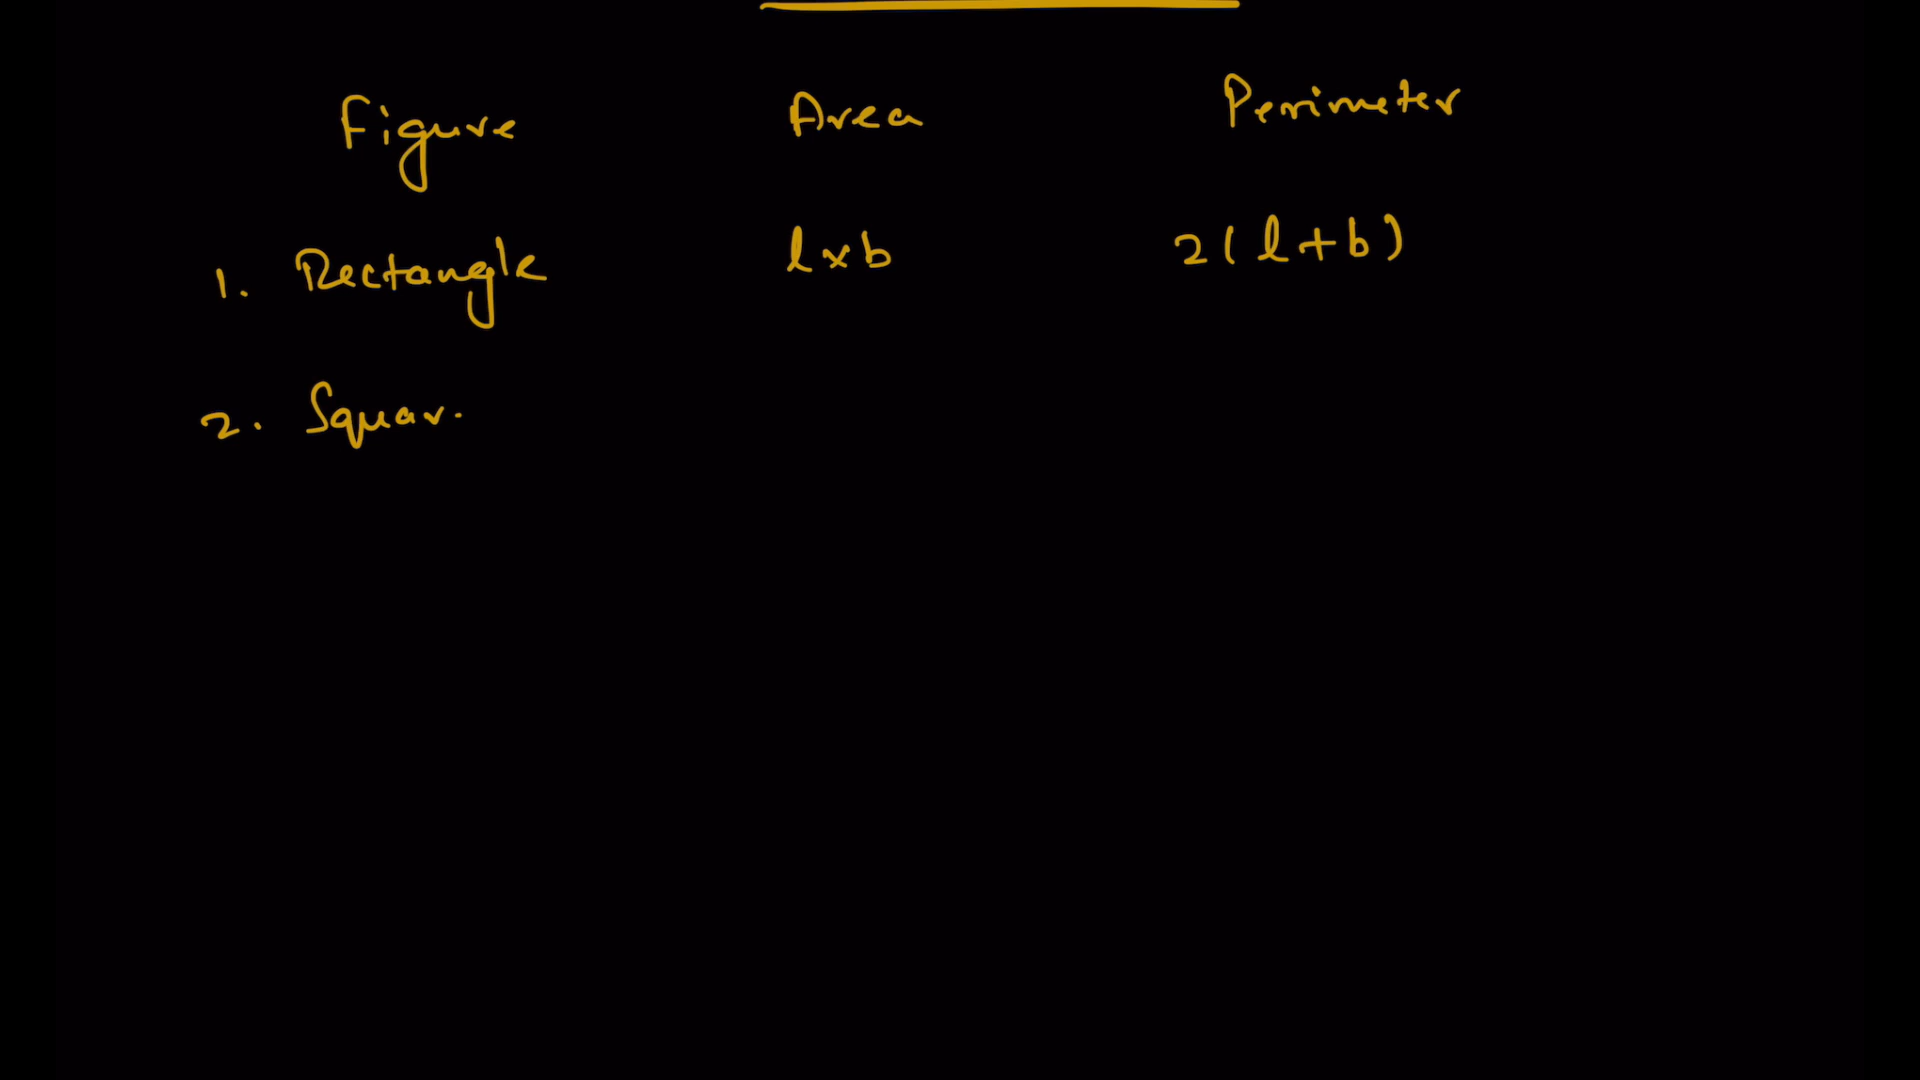 Figure Area Perimeter
1. Rectangle l×b 2(l+b)
2. Squar.